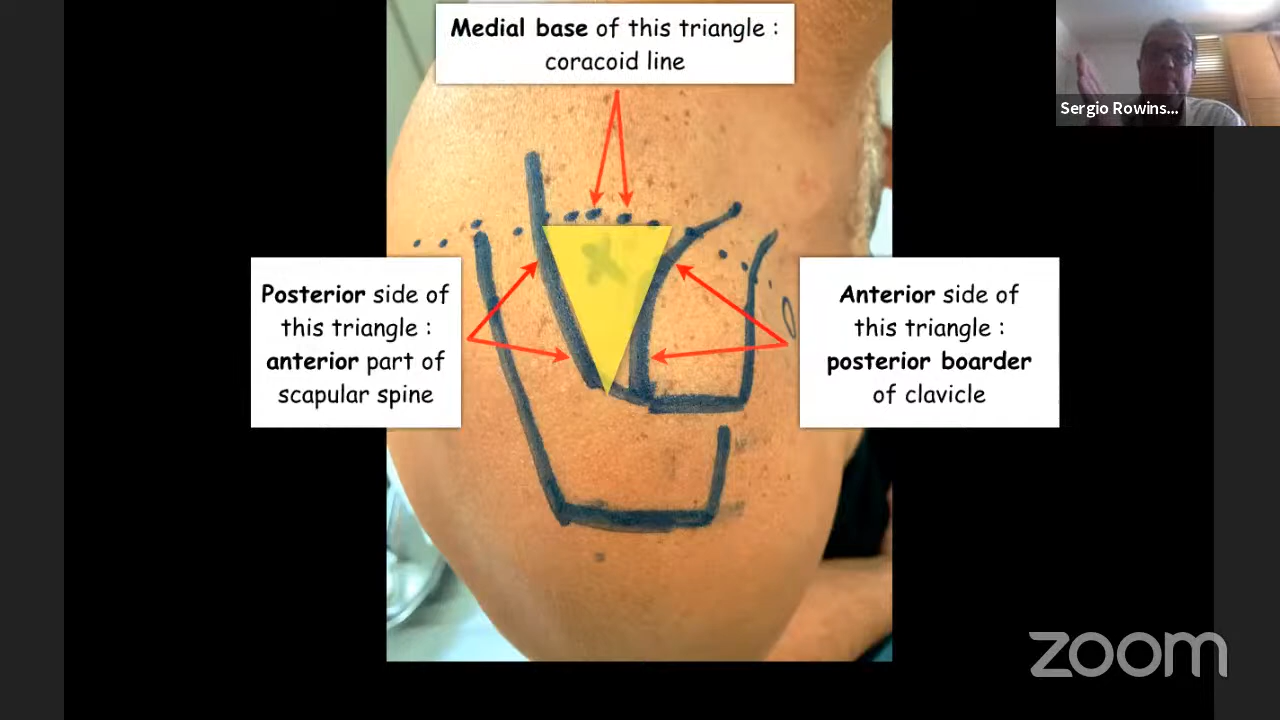 Medial base of this triangle :
coracoid line
Sergio Rowins...
Posterior side of
this triangle :
anterior part of
scapular spine
Anterior side of
this triangle :
posterior boarder
of clavicle
X
zoom